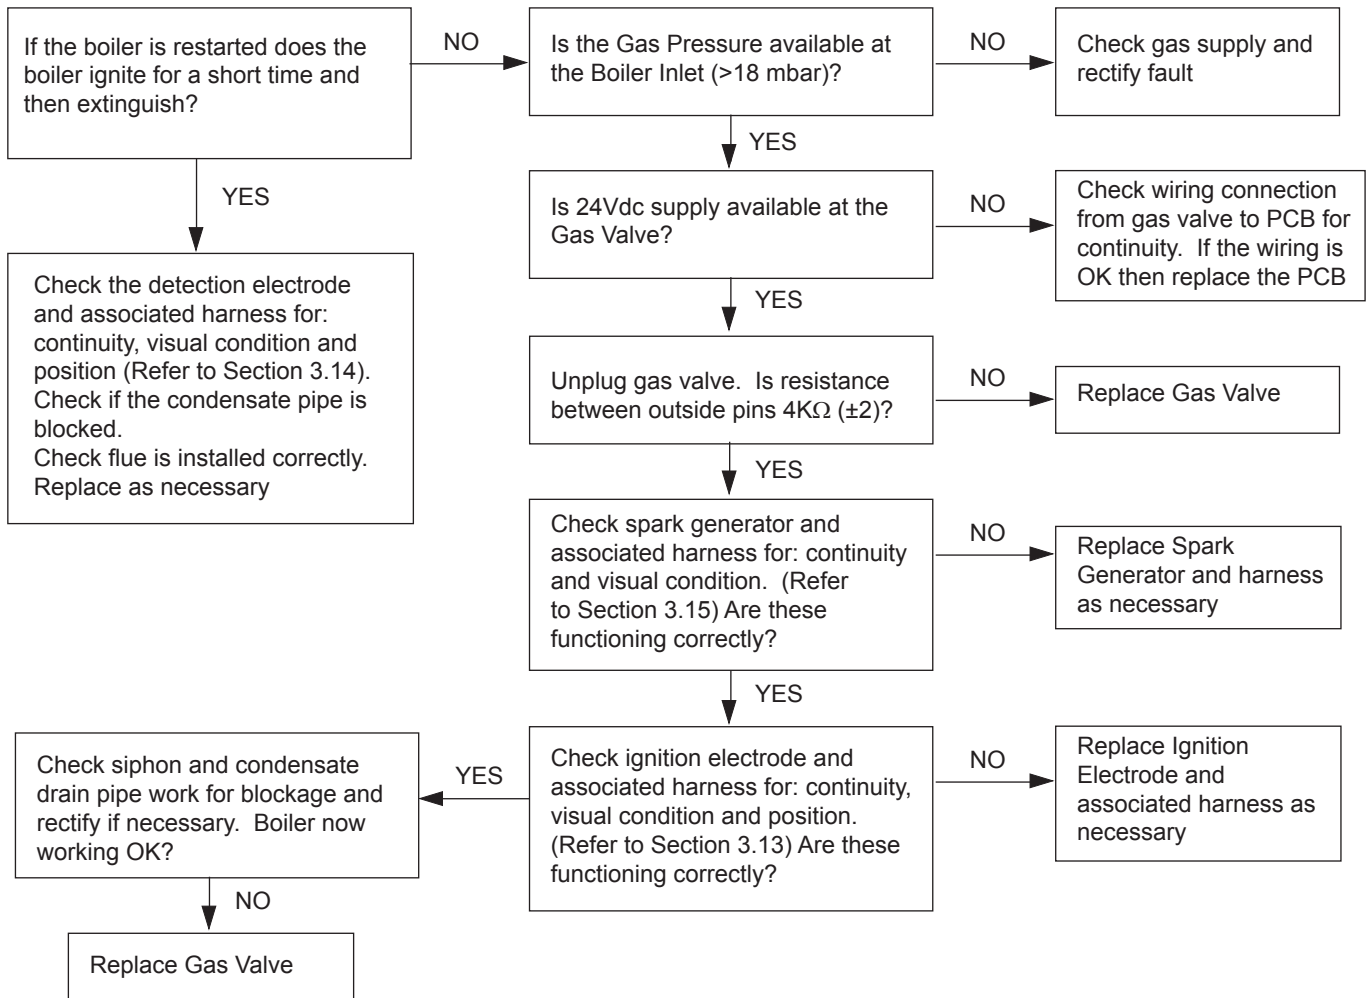 If the boiler is restarted does the
boiler ignite for a short time and
then extinguish?
NO
Is the Gas Pressure available at
the Boiler Inlet (>18 mbar)?
NO
Check gas supply and
rectify fault
YES
YES
Is 24Vdc supply available at the
Gas Valve?
NO
Check wiring connection
from gas valve to PCB for
continuity.  If the wiring is
OK then replace the PCB
Check the detection electrode
and associated harness for:
continuity, visual condition and
position (Refer to Section 3.14).
Check if the condensate pipe is
blocked.
Check flue is installed correctly.
Replace as necessary
YES
Unplug gas valve.  Is resistance
between outside pins 4KΩ (±2)?
NO
Replace Gas Valve
YES
Check spark generator and
associated harness for: continuity
and visual condition.  (Refer
to Section 3.15) Are these
functioning correctly?
NO
Replace Spark
Generator and harness
as necessary
YES
Check ignition electrode and
associated harness for: continuity,
visual condition and position.
(Refer to Section 3.13) Are these
functioning correctly?
NO
Replace Ignition
Electrode and
associated harness as
necessary
YES
Check siphon and condensate
drain pipe work for blockage and
rectify if necessary.  Boiler now
working OK?
NO
Replace Gas Valve